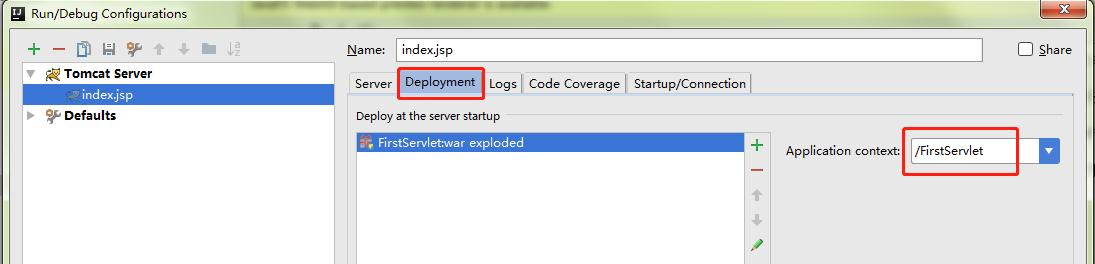 Run/Debug Configurations
Name: index.jsp Share
Tomcat Server
index.jsp
Defaults
Server Deployment Logs Code Coverage Startup/Connection
Deploy at the server startup
FirstServlet:war exploded
Application context: /FirstServlet